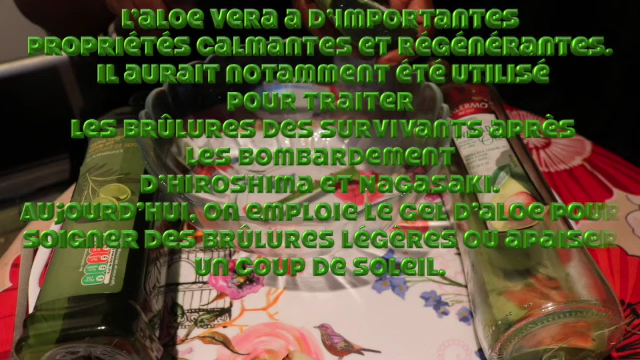 L'aloe vera a d'importantes
propriétés calmantes et régénérantes.
Il aurait notamment été utilisé
pour traiter
les brûlures des survivants après
les bombardement
d'Hiroshima et Nagasaki.
Aujourd'hui, on emploie le gel d'aloe pour
soigner des brûlures légères ou apaiser
un coup de soleil.